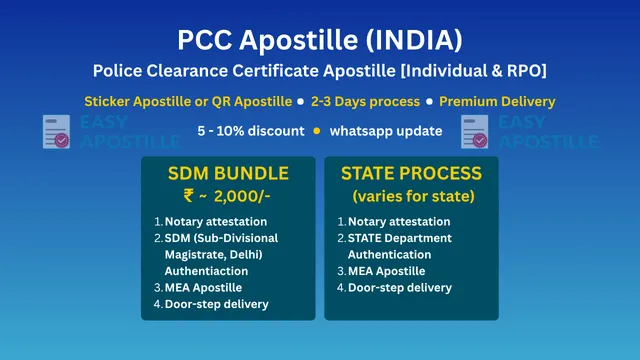 PCC Apostille (INDIA)
Police Clearance Certificate Apostille [Individual & RPO]
Sticker Apostille or QR Apostille • 2-3 Days process • Premium Delivery
EASY
APOSTILLE
EASY
APOSTILLE
5 - 10% discount • whatsapp update
SDM BUNDLE
₹ ~ 2,000/-
1. Notary attestation
2. SDM (Sub-Divisional
Magistrate, Delhi)
Authentiaction
3. MEA Apostille
4. Door-step delivery
STATE PROCESS
(varies for state)
1. Notary attestation
2. STATE Department
Authentication
3. MEA Apostille
4. Door-step delivery